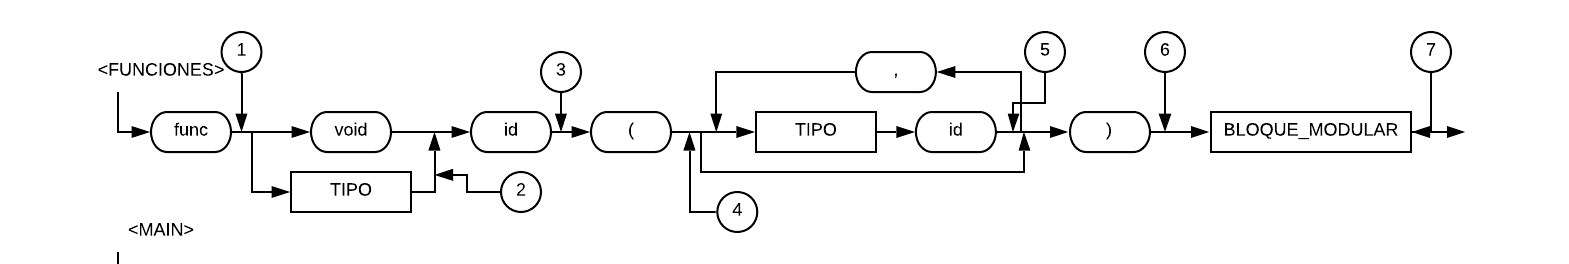 1
<FUNCIONES>
3
,
5
6
7
func
void
id
(
TIPO
id
)
BLOQUE_MODULAR
TIPO
2
4
<MAIN>